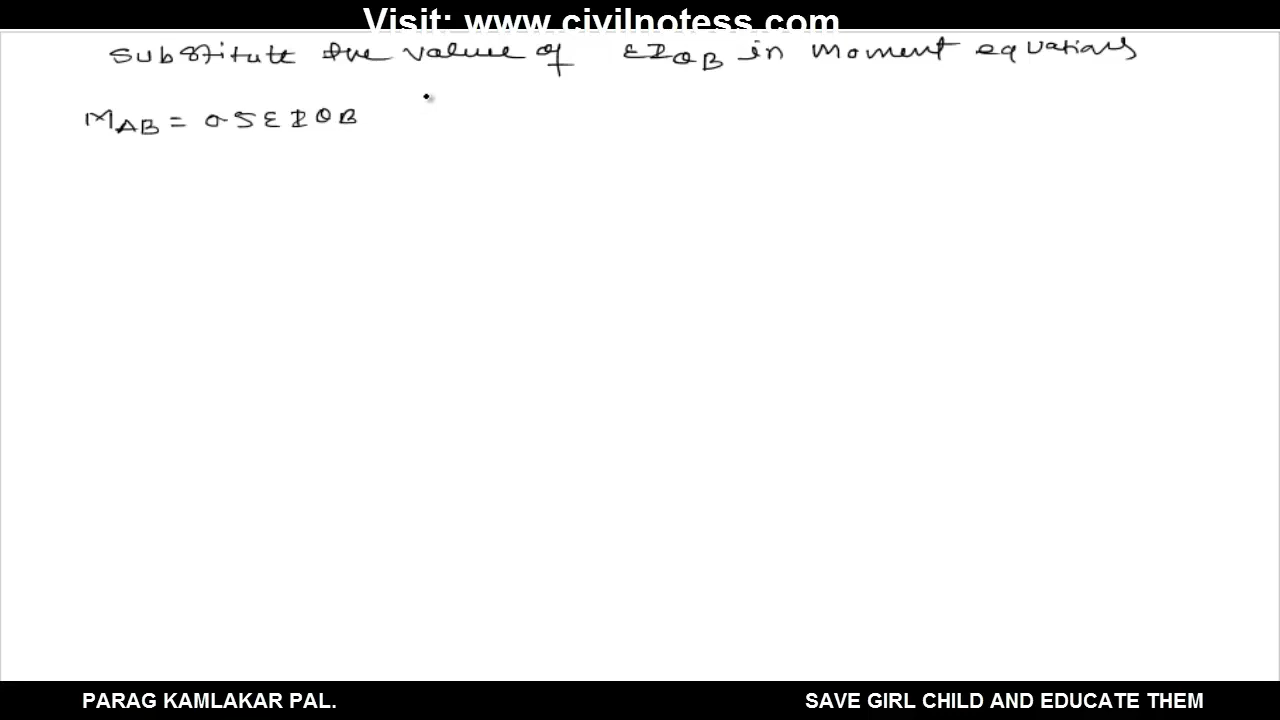 Visit: www.civilnotess.com
Substitute the value of EIθB in moment equations
MAB = 0.5EIθB
PARAG KAMLAKAR PAL.
SAVE GIRL CHILD AND EDUCATE THEM